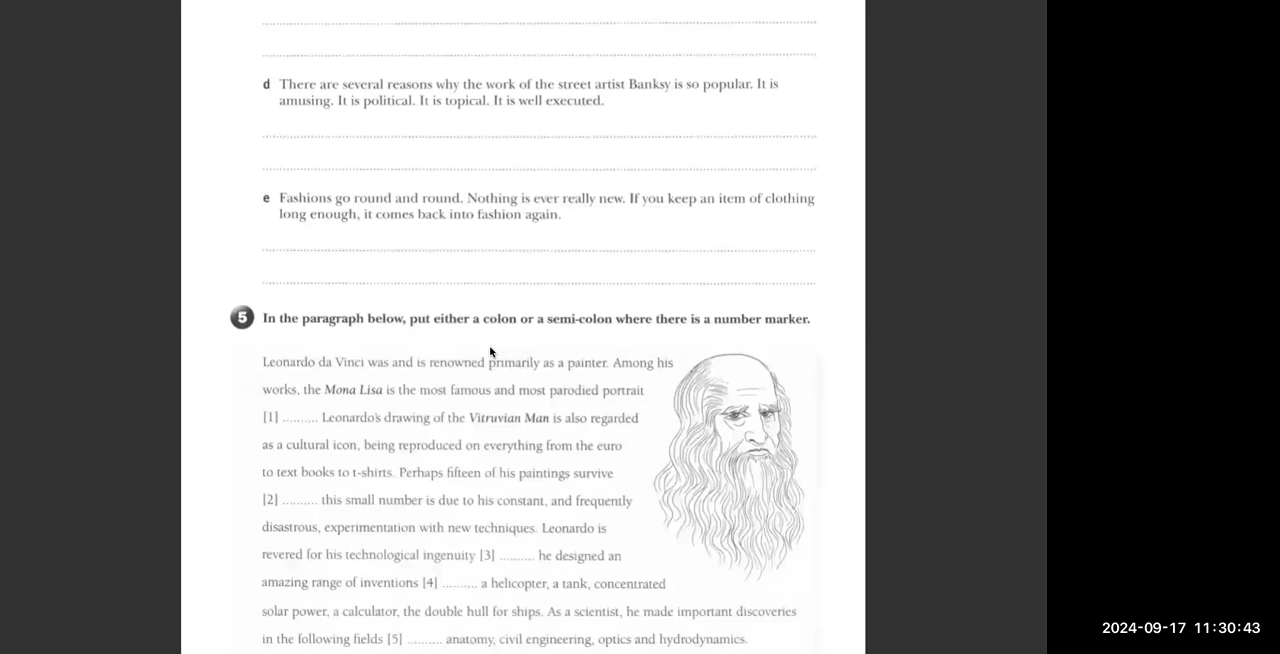 d There are several reasons why the work of the street artist Banksy is so popular. It is
amusing. It is political. It is topical. It is well executed.
e Fashions go round and round. Nothing is ever really new. If you keep an item of clothing
long enough, it comes back into fashion again.
5 In the paragraph below, put either a colon or a semi-colon where there is a number marker.
Leonardo da Vinci was and is renowned primarily as a painter. Among his
works, the Mona Lisa is the most famous and most parodied portrait
[1] .......... Leonardo's drawing of the Vitruvian Man is also regarded
as a cultural icon, being reproduced on everything from the euro
to text books to t-shirts. Perhaps fifteen of his paintings survive
[2] .......... this small number is due to his constant, and frequently
disastrous, experimentation with new techniques. Leonardo is
revered for his technological ingenuity [3] .......... he designed an
amazing range of inventions [4] .......... a helicopter, a tank, concentrated
solar power, a calculator, the double hull for ships. As a scientist, he made important discoveries
in the following fields [5] .......... anatomy, civil engineering, optics and hydrodynamics.
2024-09-17 11:30:43